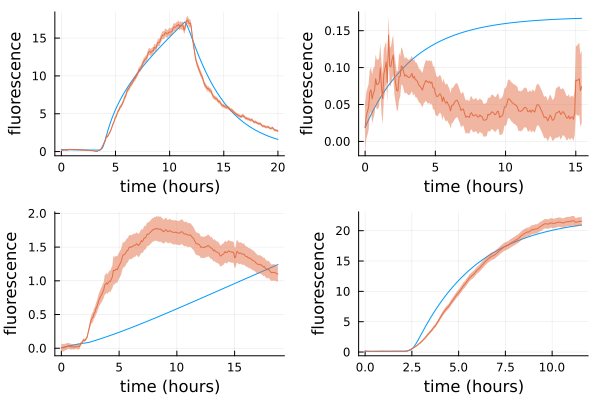 fluorescence
15
10
5
0
0 5 10 15 20
time (hours)
fluorescence
0.15
0.10
0.05
0.00
0 5 10 15
time (hours)
fluorescence
2.0
1.5
1.0
0.5
0.0
0 5 10 15
time (hours)
fluorescence
20
15
10
5
0
0.0 2.5 5.0 7.5 10.0
time (hours)